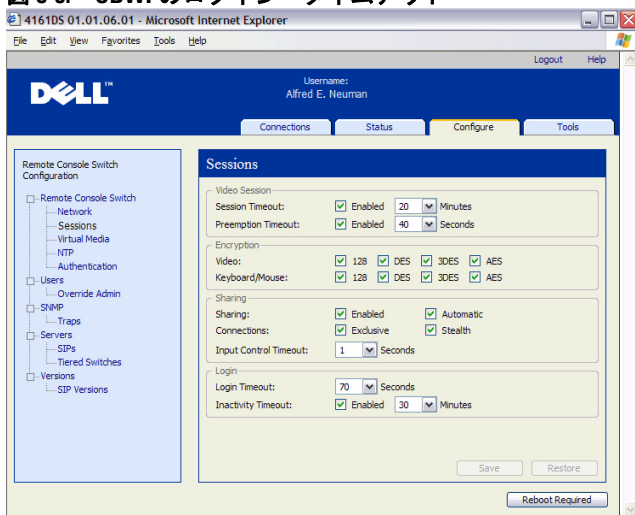 4161DS 01.01.06.01 - Microsoft Internet Explorer
File Edit View Favorites Tools Help
Logout Help
DELL™
Username:
Alfred E. Neuman
Connections Status Configure Tools
Remote Console Switch
Configuration
Remote Console Switch
Network
Sessions
Virtual Media
NTP
Authentication
Users
Override Admin
SNMP
Traps
Servers
SIPs
Tiered Switches
Versions
SIP Versions
Sessions
Video Session
Session Timeout: Enabled 20 Minutes
Preemption Timeout: Enabled 40 Seconds
Encryption
Video: 128 DES 3DES AES
Keyboard/Mouse: 128 DES 3DES AES
Sharing
Sharing: Enabled Automatic
Connections: Exclusive Stealth
Input Control Timeout: 1 Seconds
Login
Login Timeout: 70 Seconds
Inactivity Timeout: Enabled 30 Minutes
Save Restore
Reboot Required